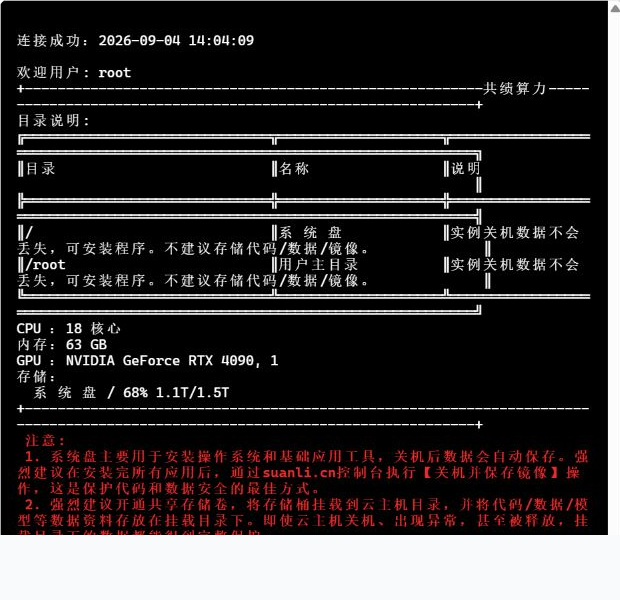 连接成功: 2026-09-04 14:04:09
欢迎用户: root
共绩算力
目录说明:
目录 名称 说明
/ 系 统 盘 实例关机数据不会
丢失，可安装程序。不建议存储代码/数据/镜像。
/root 用户主目录 实例关机数据不会
丢失，可安装程序。不建议存储代码/数据/镜像。
CPU : 18 核心
内存: 63 GB
GPU : NVIDIA GeForce RTX 4090, 1
存储:
系 统 盘 / 68% 1.1T/1.5T
注意:
1. 系统盘主要用于安装操作系统和基础应用工具，关机后数据会自动保存。强
烈建议在安装完所有应用后，通过suanli.cn控制台执行【关机并保存镜像】操
作，这是保护代码和数据安全的最佳方式。
2. 强烈建议开通共享存储卷，将存储桶挂载到云主机目录，并将代码/数据/模
型等数据资料存放在挂载目录下。即使云主机关机、出现异常，甚至被释放，挂